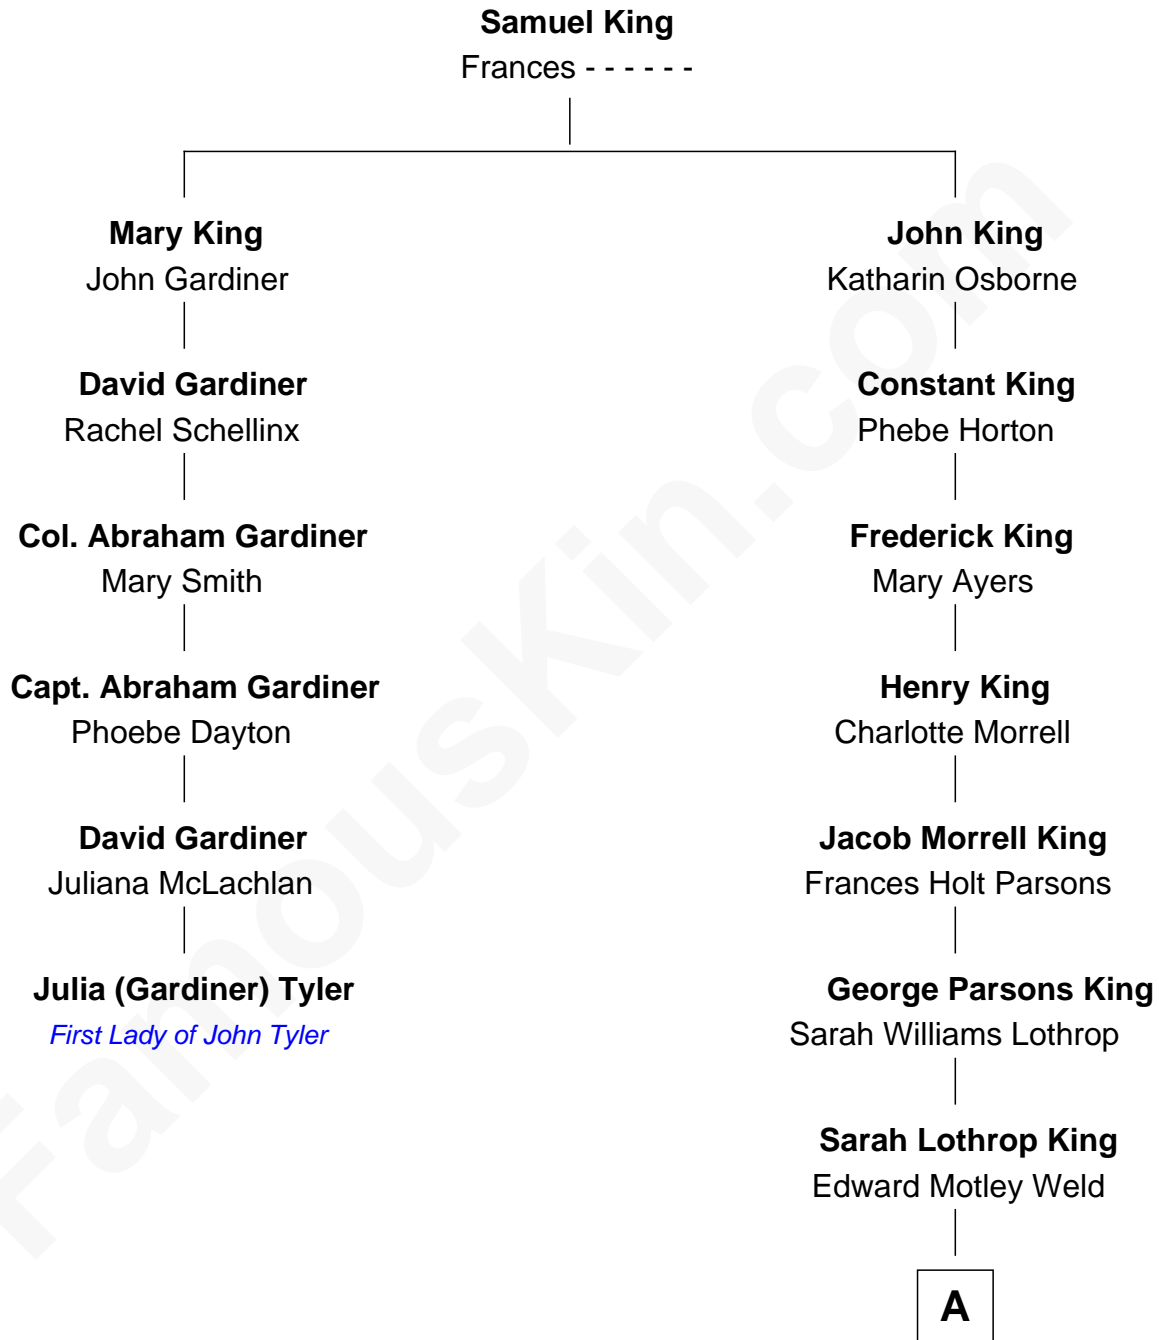 Samuel King
Frances - - - - - -
Mary King
John Gardiner
John King
Katharin Osborne
David Gardiner
Rachel Schellinx
Constant King
Phebe Horton
Col. Abraham Gardiner
Mary Smith
Frederick King
Mary Ayers
Capt. Abraham Gardiner
Phoebe Dayton
Henry King
Charlotte Morrell
David Gardiner
Juliana McLachlan
Jacob Morrell King
Frances Holt Parsons
Julia (Gardiner) Tyler
First Lady of John Tyler
George Parsons King
Sarah Williams Lothrop
Sarah Lothrop King
Edward Motley Weld
A
FamousKin.com